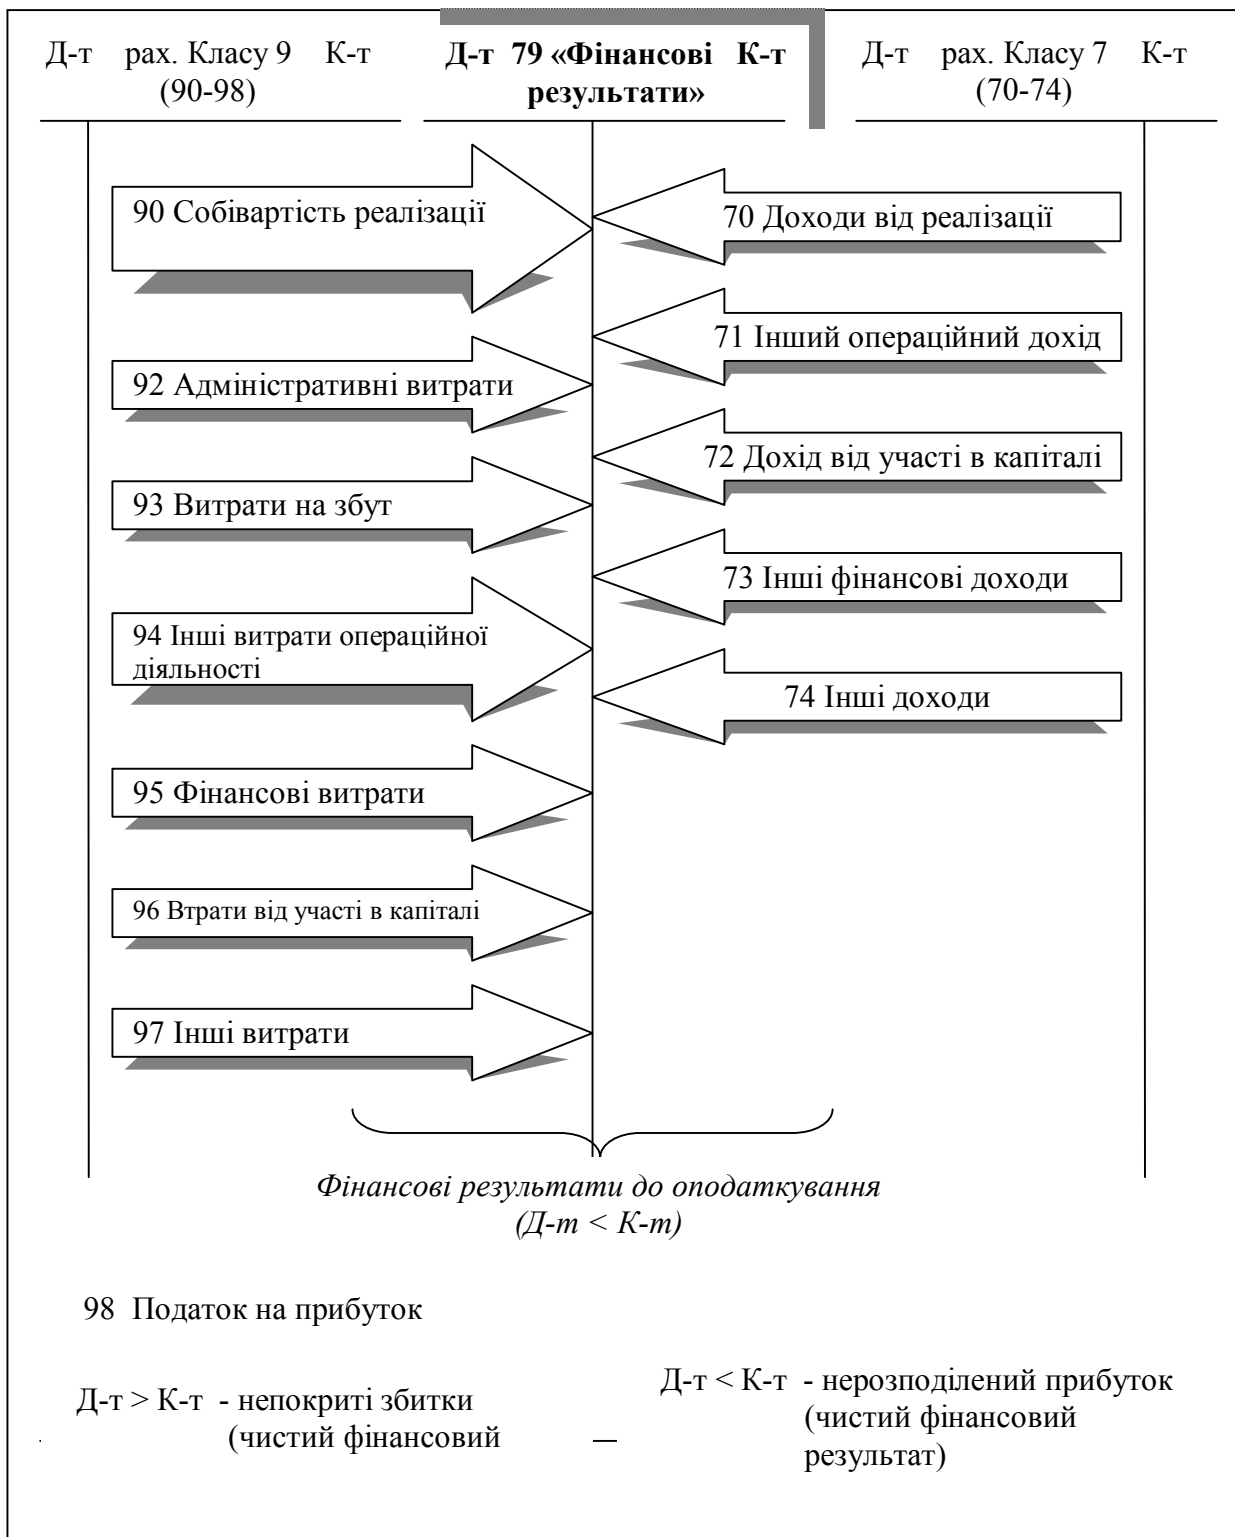 Д-т рах. Класу 9 К-т
(90-98)
Д-т 79 «Фінансові К-т
результати»
Д-т рах. Класу 7 К-т
(70-74)
90 Собівартість реалізації
70 Доходи від реалізації
71 Інший операційний дохід
92 Адміністративні витрати
72 Дохід від участі в капіталі
93 Витрати на збут
73 Інші фінансові доходи
94 Інші витрати операційної
діяльності
74 Інші доходи
95 Фінансові витрати
96 Втрати від участі в капіталі
97 Інші витрати
Фінансові результати до оподаткування
(Д-т < К-т)
98 Податок на прибуток
Д-т > К-т - непокриті збитки
(чистий фінансовий
Д-т < К-т - нерозподілений прибуток
(чистий фінансовий
результат)